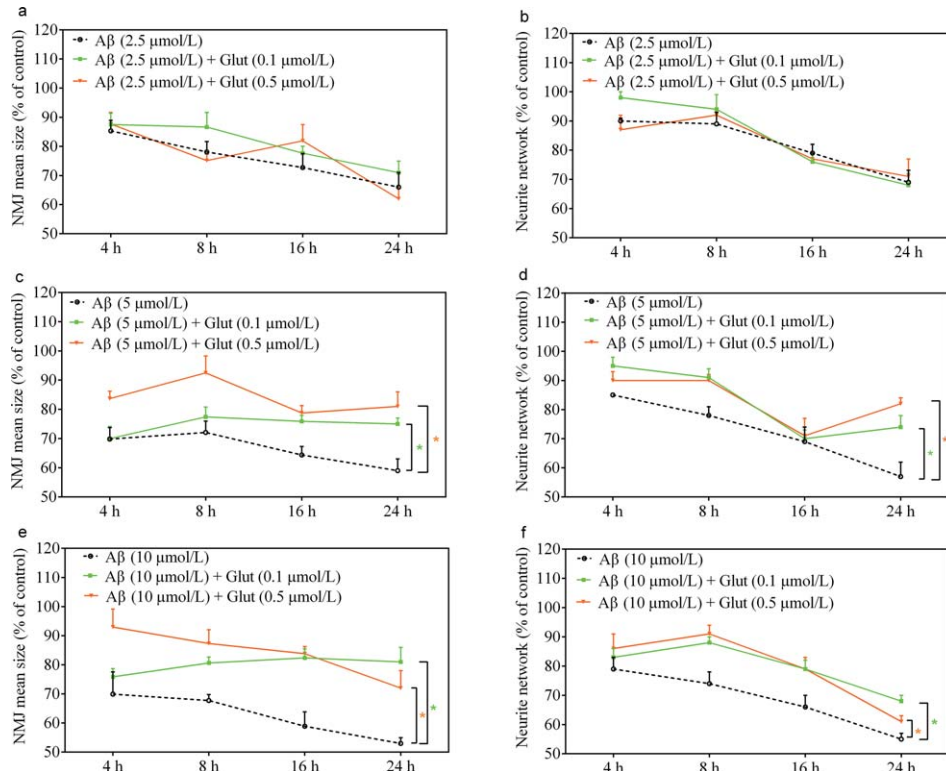 a
120
110
100
90
80
70
60
50
NMJ mean size (% of control)
Aβ (2.5 μmol/L)
Aβ (2.5 μmol/L) + Glut (0.1 μmol/L)
Aβ (2.5 μmol/L) + Glut (0.5 μmol/L)
4 h 8 h 16 h 24 h
b
120
110
100
90
80
70
60
50
Neurite network (% of control)
Aβ (2.5 μmol/L)
Aβ (2.5 μmol/L) + Glut (0.1 μmol/L)
Aβ (2.5 μmol/L) + Glut (0.5 μmol/L)
4 h 8 h 16 h 24 h
c
120
110
100
90
80
70
60
50
NMJ mean size (% of control)
Aβ (5 μmol/L)
Aβ (5 μmol/L) + Glut (0.1 μmol/L)
Aβ (5 μmol/L) + Glut (0.5 μmol/L)
* *
4 h 8 h 16 h 24 h
d
120
110
100
90
80
70
60
50
Neurite network (% of control)
Aβ (5 μmol/L)
Aβ (5 μmol/L) + Glut (0.1 μmol/L)
Aβ (5 μmol/L) + Glut (0.5 μmol/L)
* *
4 h 8 h 16 h 24 h
e
120
110
100
90
80
70
60
50
NMJ mean size (% of control)
Aβ (10 μmol/L)
Aβ (10 μmol/L) + Glut (0.1 μmol/L)
Aβ (10 μmol/L) + Glut (0.5 μmol/L)
* *
4 h 8 h 16 h 24 h
f
120
110
100
90
80
70
60
50
Neurite network (% of control)
Aβ (10 μmol/L)
Aβ (10 μmol/L) + Glut (0.1 μmol/L)
Aβ (10 μmol/L) + Glut (0.5 μmol/L)
* *
4 h 8 h 16 h 24 h